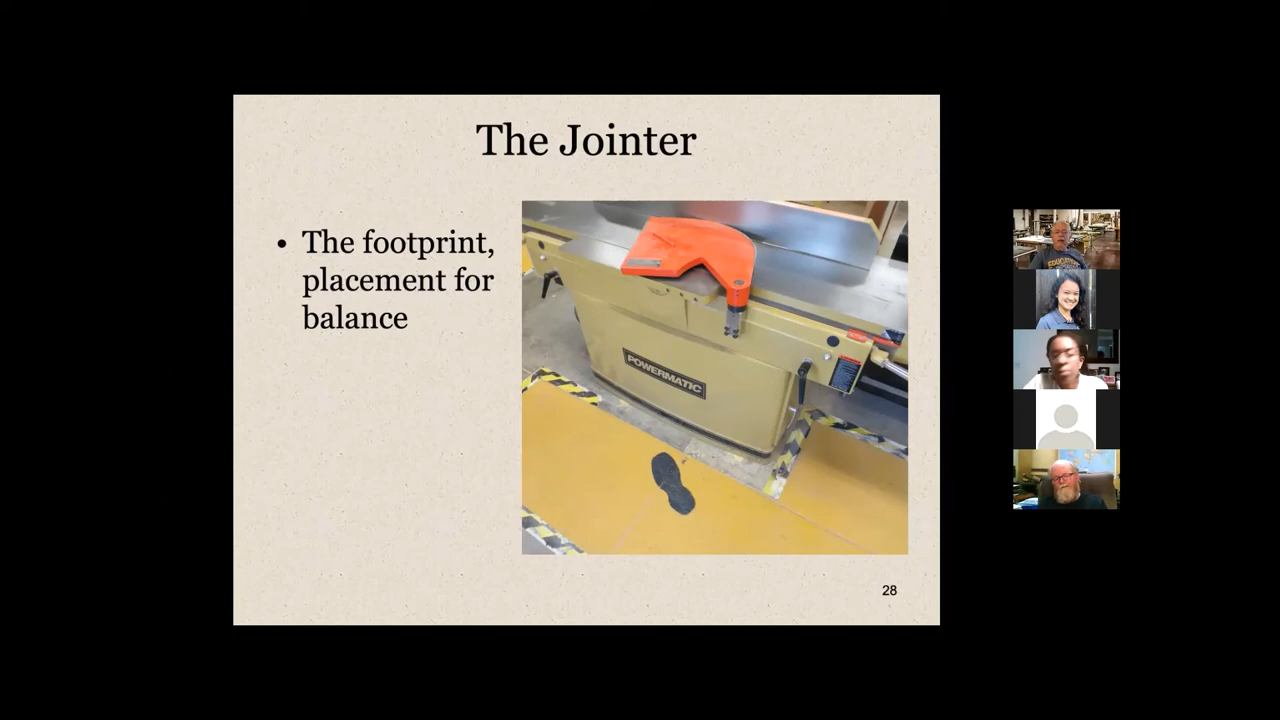 The Jointer
• The footprint,
placement for
balance
POWERMATIC
28